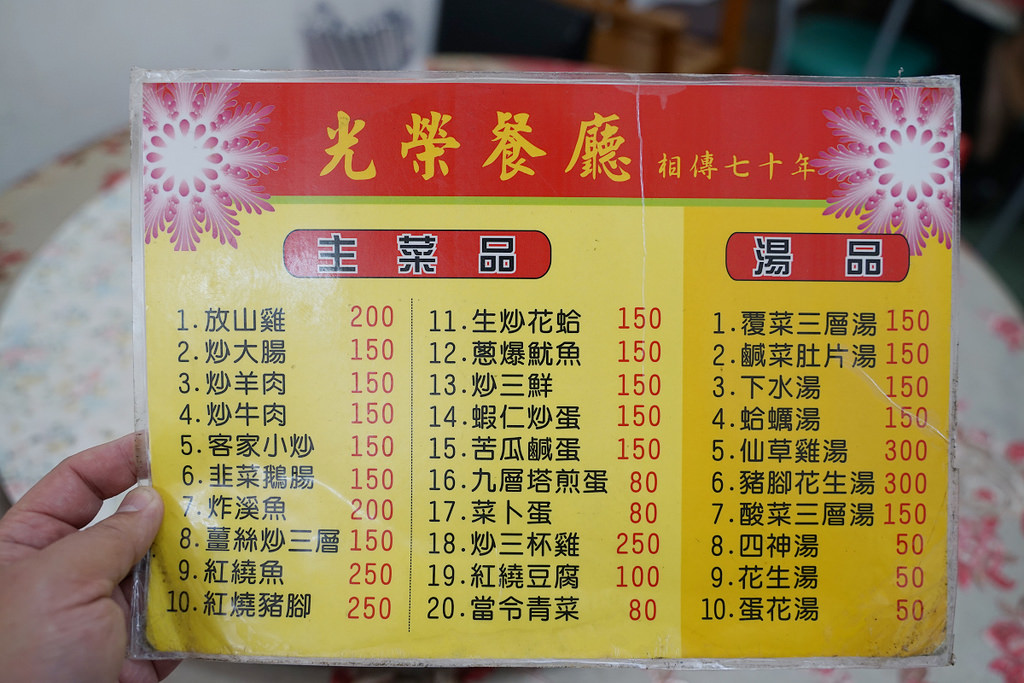 光榮餐廳 相傳七十年
主菜品
1.放山雞 200
2.炒大腸 150
3.炒羊肉 150
4.炒牛肉 150
5.客家小炒 150
6.韭菜鵝腸 150
7.炸溪魚 200
8.薑絲炒三層 150
9.紅繞魚 250
10.紅燒豬腳 250
11.生炒花蛤 150
12.蔥爆魷魚 150
13.炒三鮮 150
14.蝦仁炒蛋 150
15.苦瓜鹹蛋 150
16.九層塔煎蛋 80
17.菜卜蛋 80
18.炒三杯雞 250
19.紅繞豆腐 100
20.當令青菜 80
湯品
1.覆菜三層湯 150
2.鹹菜肚片湯 150
3.下水湯 150
4.蛤蠣湯 150
5.仙草雞湯 300
6.豬腳花生湯 300
7.酸菜三層湯 150
8.四神湯 50
9.花生湯 50
10.蛋花湯 50